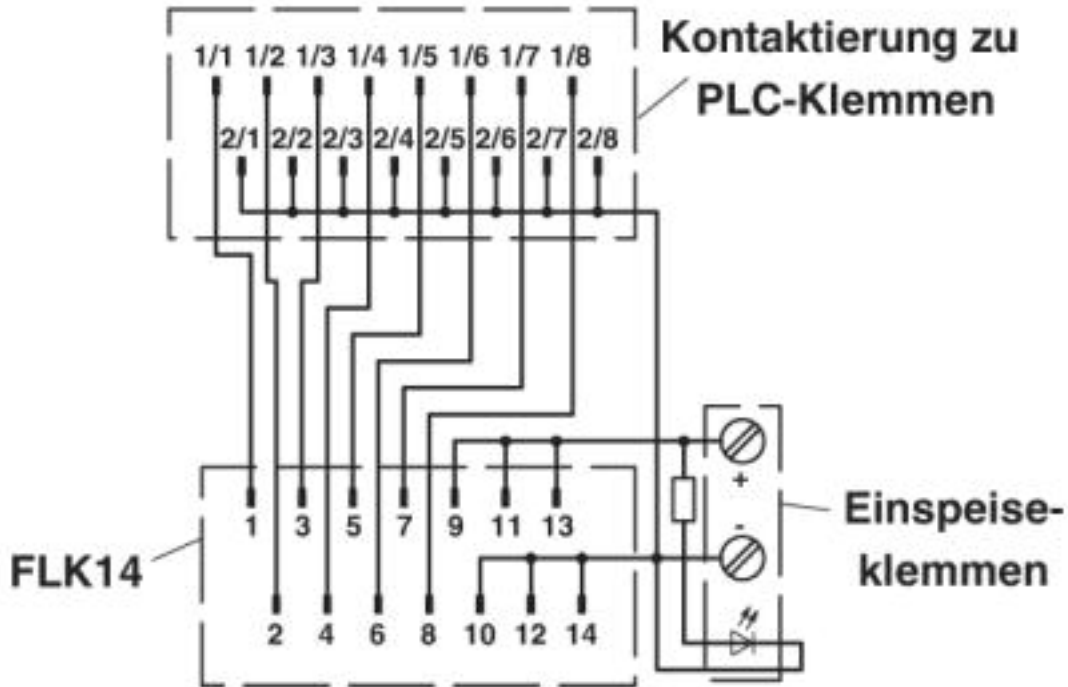 Kontaktierung zu
PLC-Klemmen
1/1 1/2 1/3 1/4 1/5 1/6 1/7 1/8
2/1 2/2 2/3 2/4 2/5 2/6 2/7 2/8
+
-
Einspeise-
klemmen
FLK14
1 3 5 7 9 11 13
2 4 6 8 10 12 14